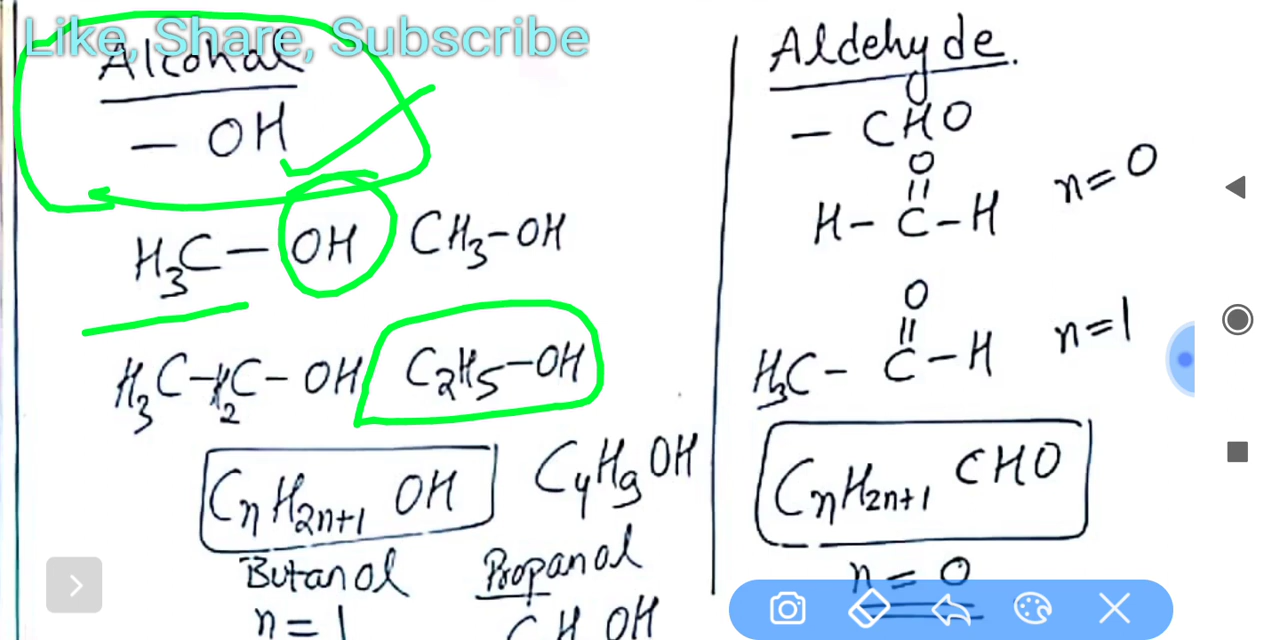 Like, Share, Subscribe
Alcohal
— OH
H₃C — OH CH₃-OH
H₃C-H₂C- OH C₂H₅-OH
CₙH₂ₙ₊₁ OH C₄H₉OH
Butanol Propanol
n = 1
Aldehyde.
— CHO
O
H- C -H n=0
O
H₃C- C -H n=1
CₙH₂ₙ₊₁ CHO
n = 0